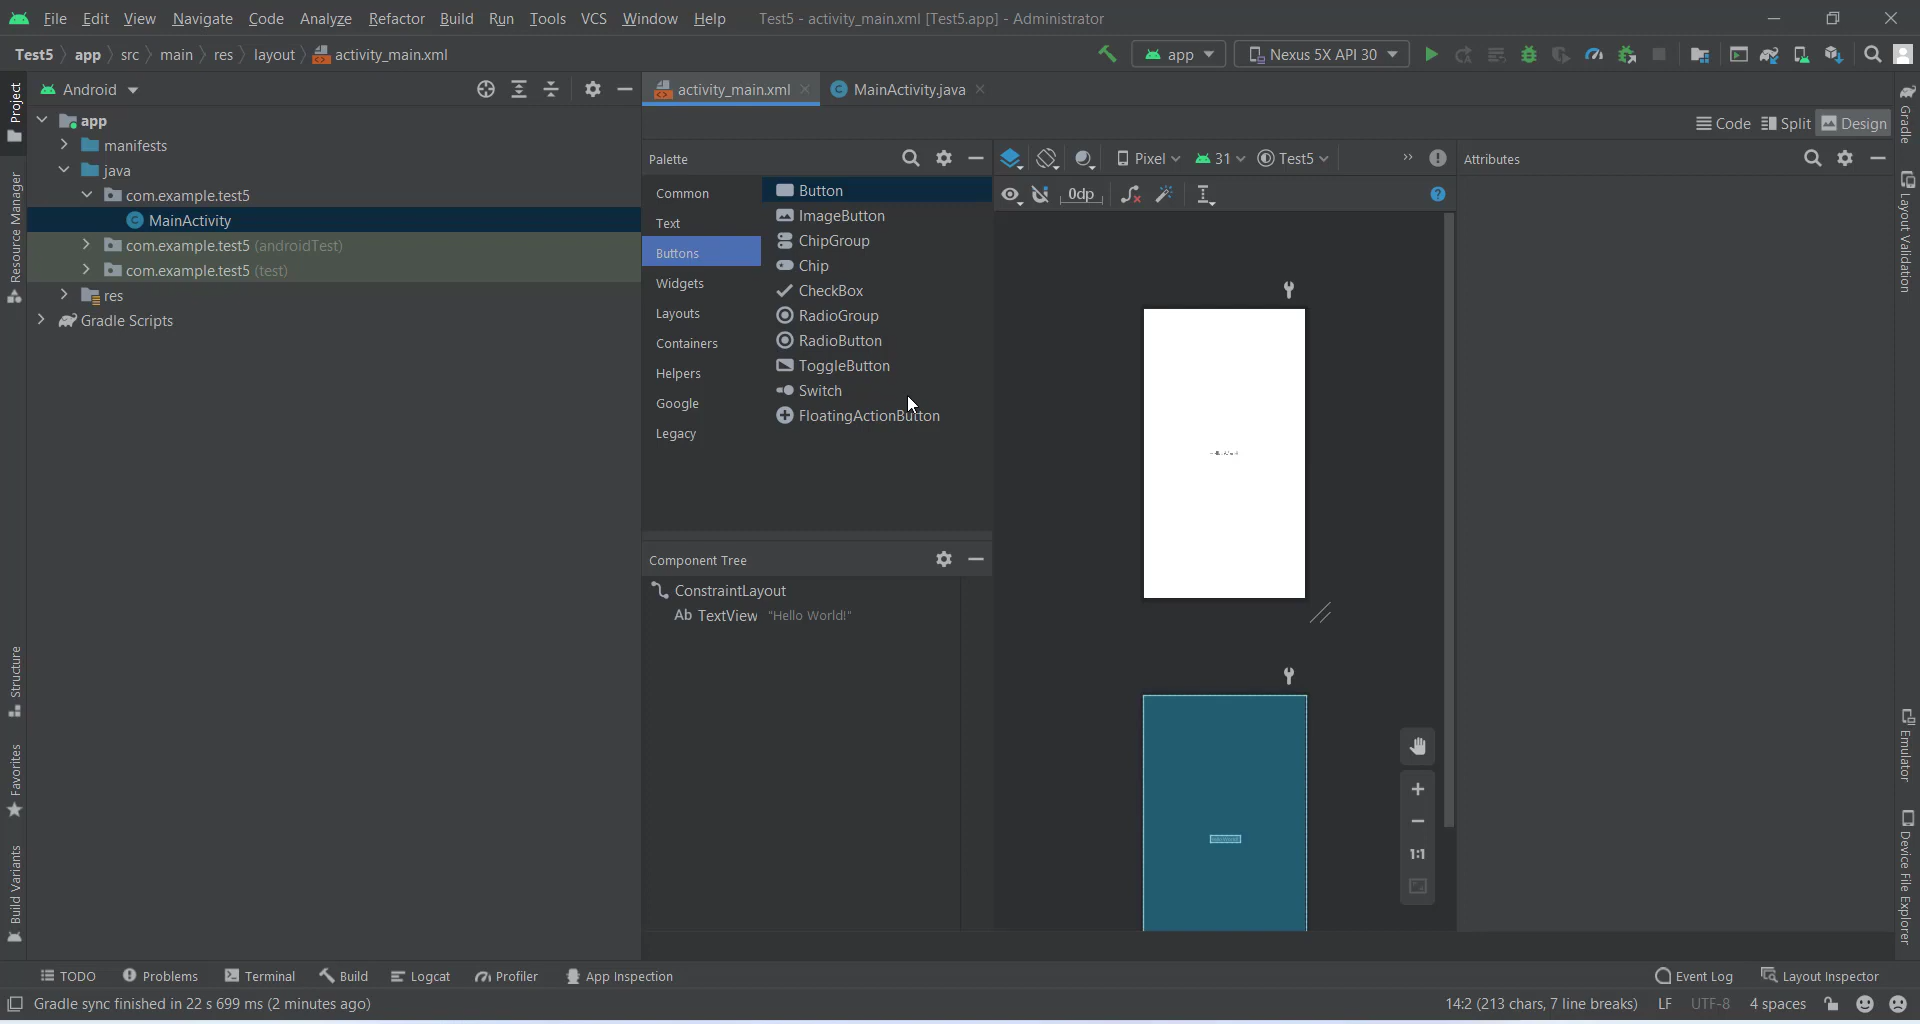 File Edit View Navigate Code Analyze Refactor Build Run Tools VCS Window Help Test5 - activity_main.xml [Test5.app] - Administrator
Test5 app src main res layout activity_main.xml app Nexus 5X API 30
Project
Android
activity_main.xml
MainActivity.java
Gradle
app
manifests
java
com.example.test5
MainActivity
com.example.test5 (androidTest)
com.example.test5 (test)
res
Gradle Scripts
Resource Manager
Structure
Favorites
Build Variants
Code Split Design
Palette
Common
Text
Buttons
Widgets
Layouts
Containers
Helpers
Google
Legacy
Button
ImageButton
ChipGroup
Chip
CheckBox
RadioGroup
RadioButton
ToggleButton
Switch
FloatingActionButton
Component Tree
ConstraintLayout
Ab TextView "Hello World!"
Pixel 31 Test5 »
0dp
1:1
Attributes
Layout Validation
Emulator
Device File Explorer
TODO Problems Terminal Build Logcat Profiler App Inspection Event Log Layout Inspector
Gradle sync finished in 22 s 699 ms (2 minutes ago) 14:2 (213 chars, 7 line breaks) LF UTF-8 4 spaces